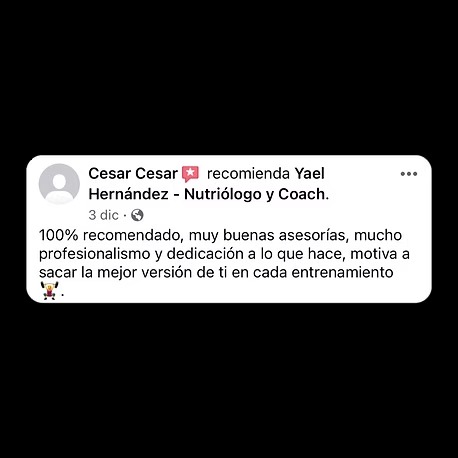 Cesar Cesar recomienda Yael
Hernández - Nutriólogo y Coach.
3 dic ·
100% recomendado, muy buenas asesorías, mucho
profesionalismo y dedicación a lo que hace, motiva a
sacar la mejor versión de ti en cada entrenamiento
🏋️ .